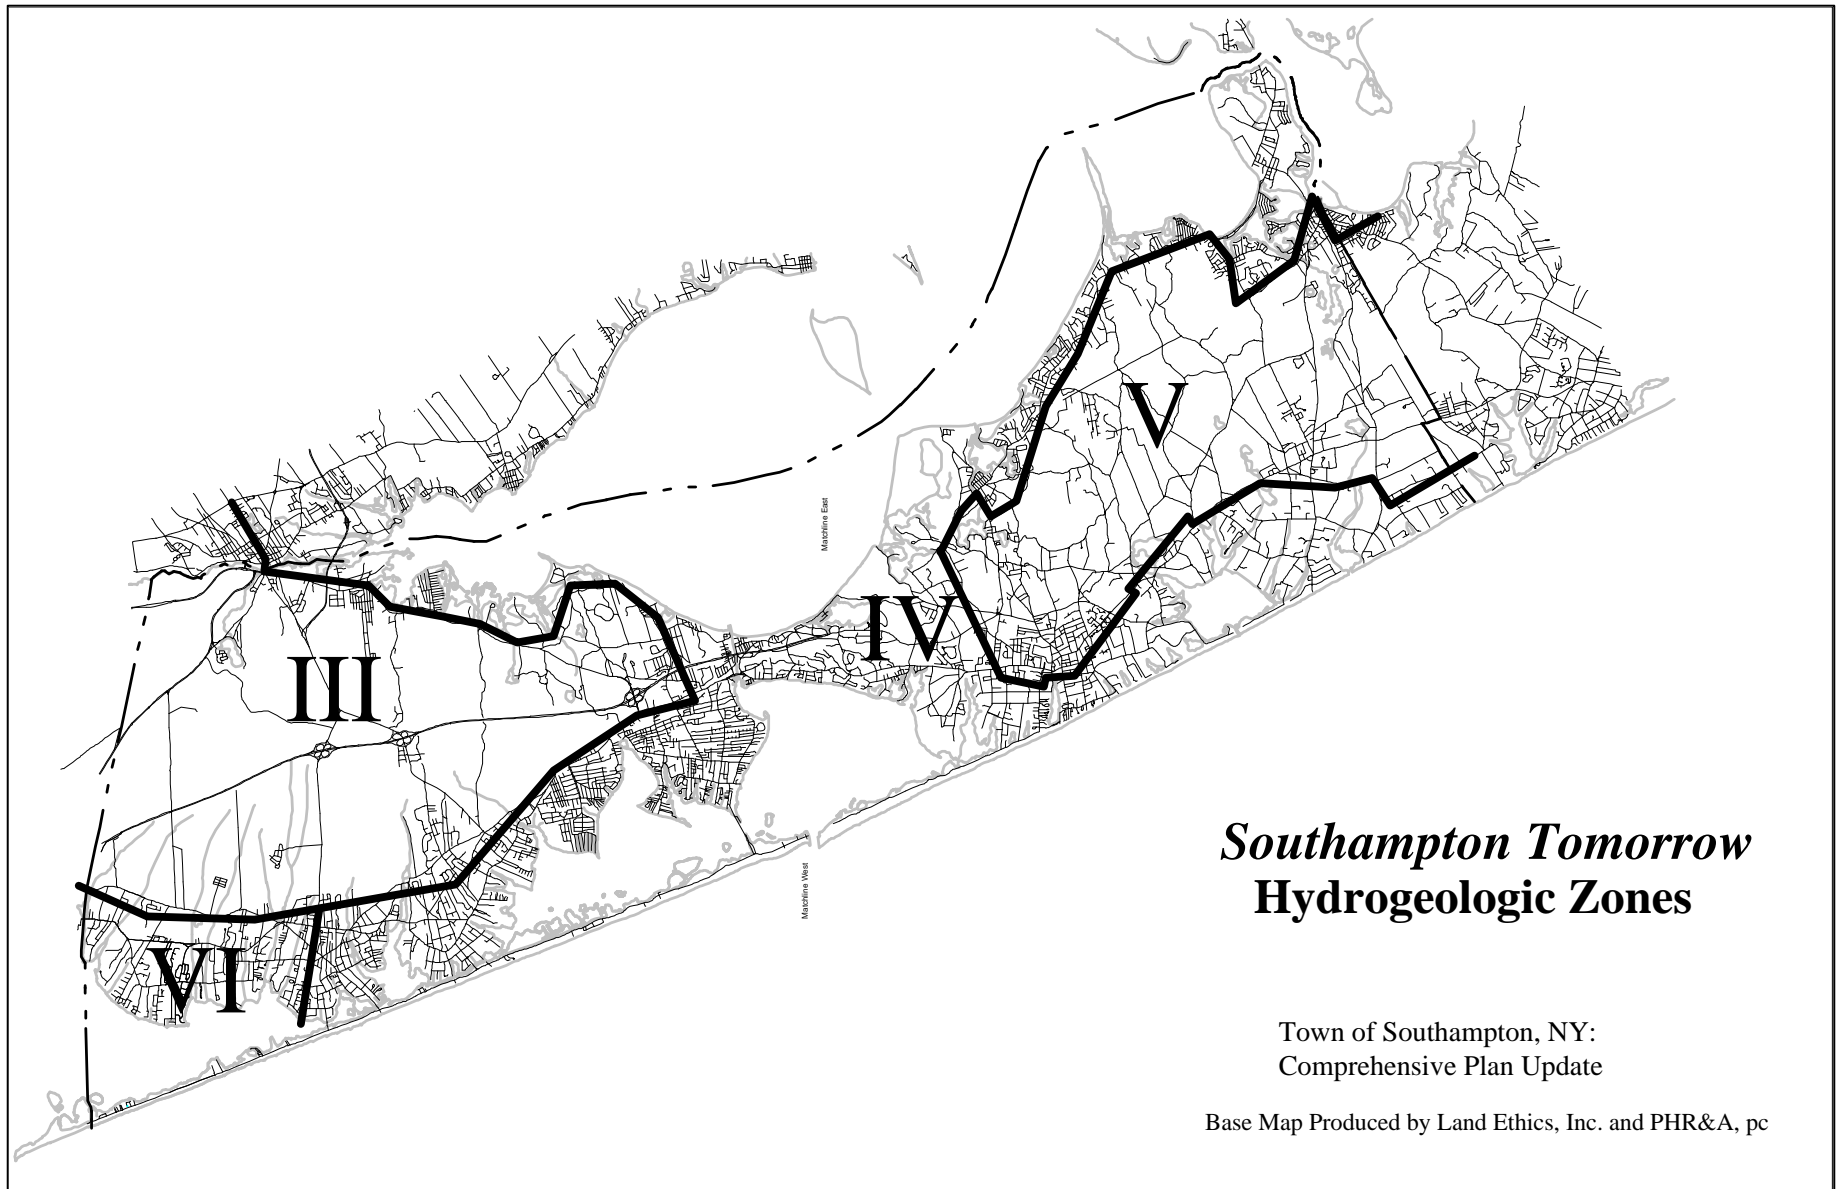 V
Matchline East
IV
III
Matchline West
VI
Southampton Tomorrow
Hydrogeologic Zones
Town of Southampton, NY:
Comprehensive Plan Update
Base Map Produced by Land Ethics, Inc. and PHR&A, pc